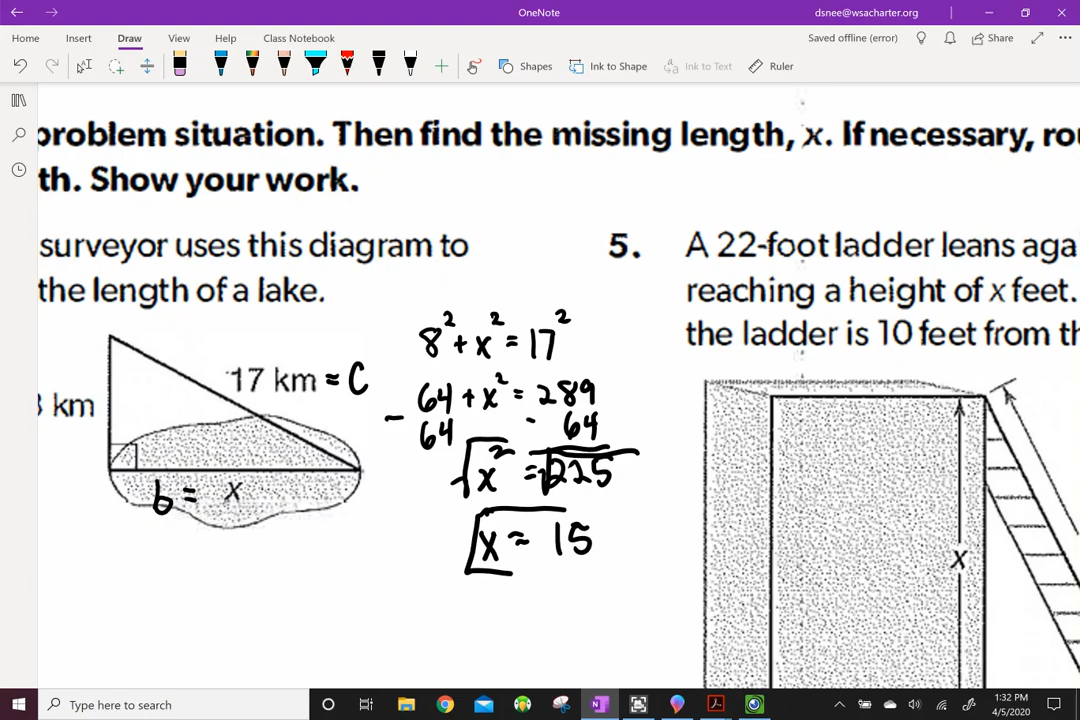 OneNote
dsnee@wsacharter.org
Home Insert Draw View Help Class Notebook
Saved offline (error)
Share
Shapes
Ink to Shape
Ink to Text
Ruler
problem situation. Then find the missing length, x. If necessary, ro
th. Show your work.
surveyor uses this diagram to
the length of a lake.
17 km = C
km
b = x
8² + x² = 17²
64 + x² = 289
- 64 - 64
√x² = √225
x ≈ 15
5. A 22-foot ladder leans aga
reaching a height of x feet.
the ladder is 10 feet from th
x
Type here to search
1:32 PM
4/5/2020